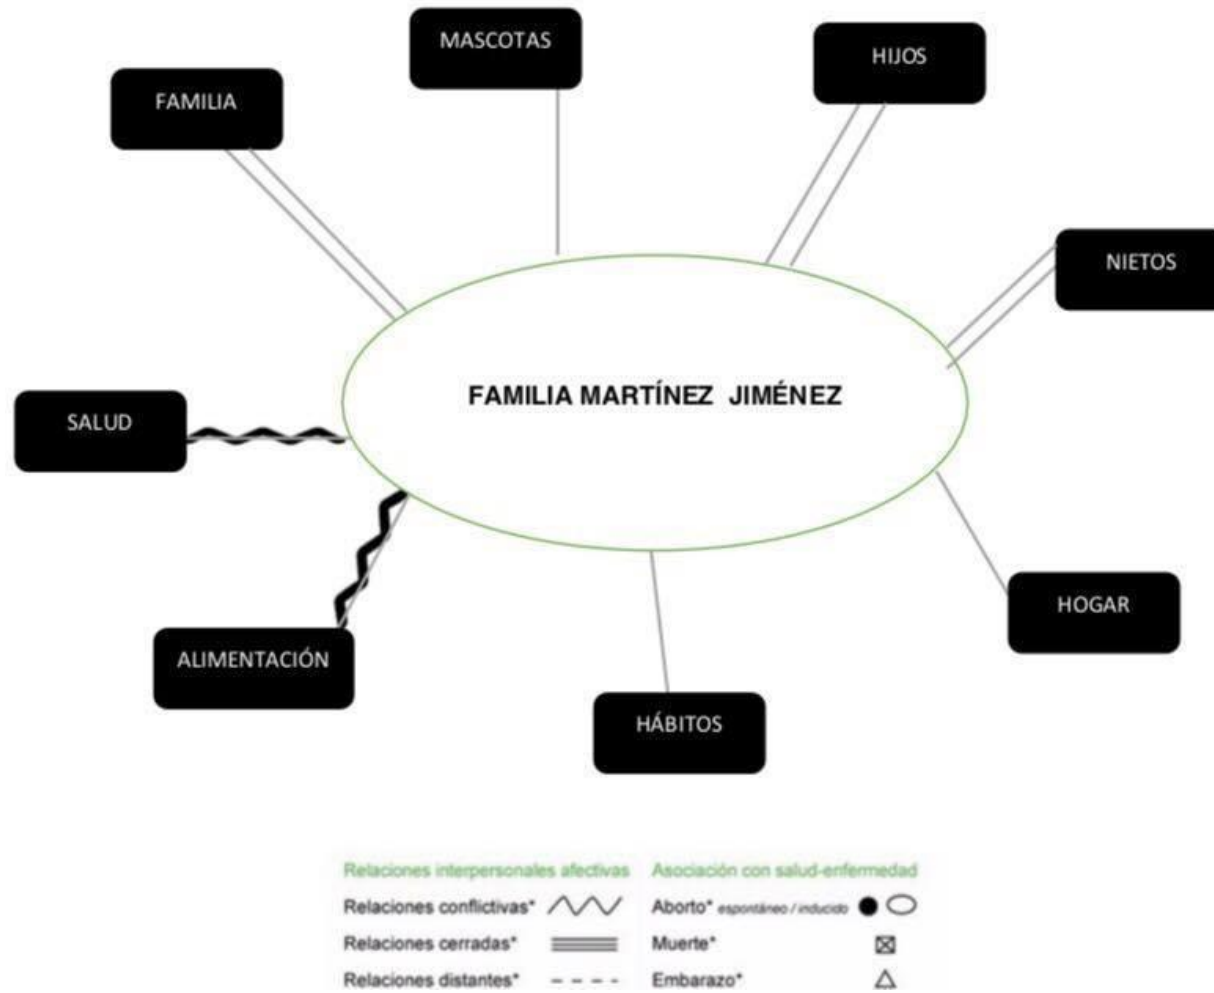 MASCOTAS
HIJOS
FAMILIA
NIETOS
FAMILIA MARTÍNEZ JIMÉNEZ
SALUD
HOGAR
ALIMENTACIÓN
HÁBITOS
Relaciones interpersonales afectivas
Asociación con salud-enfermedad
Relaciones conflictivas*
Aborto* espontáneo / inducido
Relaciones cerradas*
Muerte*
Relaciones distantes*
Embarazo*